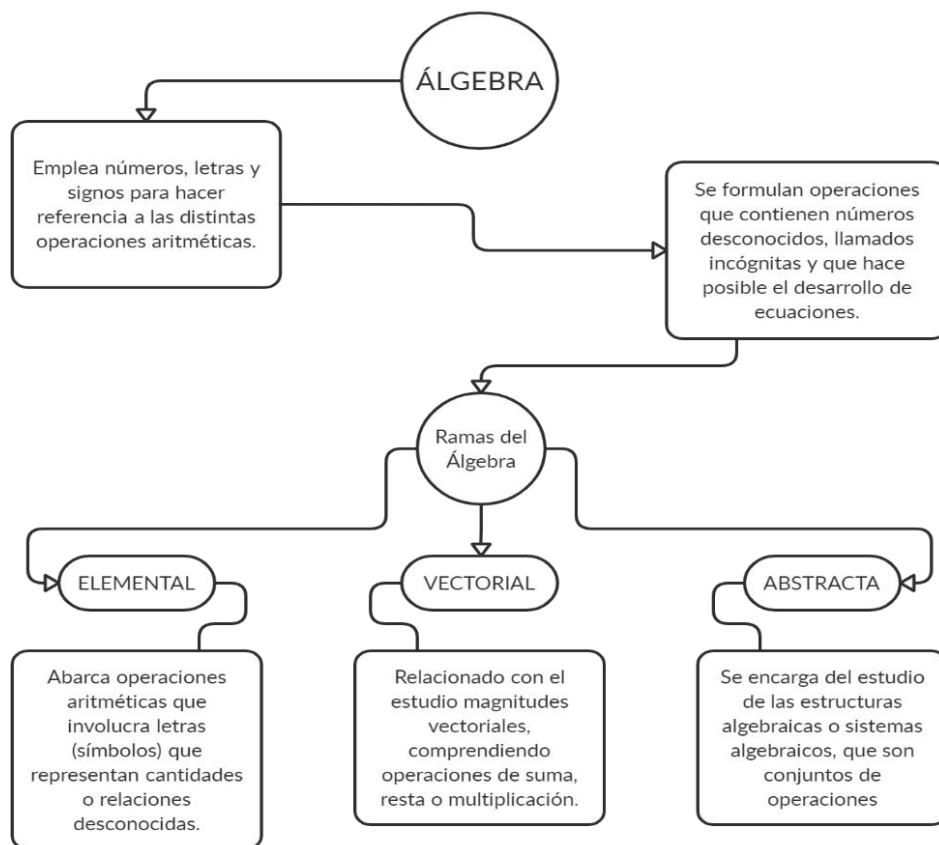 ÁLGEBRA
Emplea números, letras y
signos para hacer
referencia a las distintas
operaciones aritméticas.
Se formulan operaciones
que contienen números
desconocidos, llamados
incógnitas y que hace
posible el desarrollo de
ecuaciones.
Ramas del
Álgebra
ELEMENTAL
VECTORIAL
ABSTRACTA
Abarca operaciones
aritméticas que
involucra letras
(símbolos) que
representan cantidades
o relaciones
desconocidas.
Relacionado con el
estudio magnitudes
vectoriales,
comprendiendo
operaciones de suma,
resta o multiplicación.
Se encarga del estudio
de las estructuras
algebraicas o sistemas
algebraicos, que son
conjuntos de
operaciones